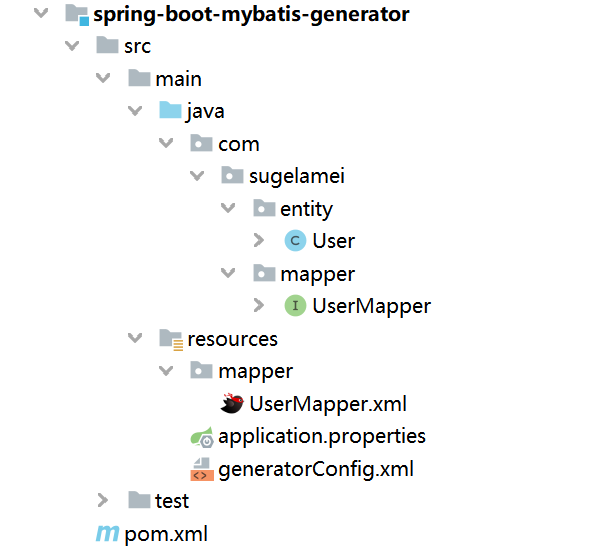 spring-boot-mybatis-generator
src
main
java
com
sugelamei
entity
C User
mapper
I UserMapper
resources
mapper
UserMapper.xml
application.properties
<> generatorConfig.xml
test
m pom.xml